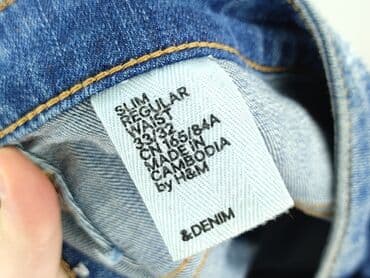 SLIM
REGULAR
WAIST
33/32
CN 165/84A
MADE IN
CAMBODIA
by H&M
&DENIM